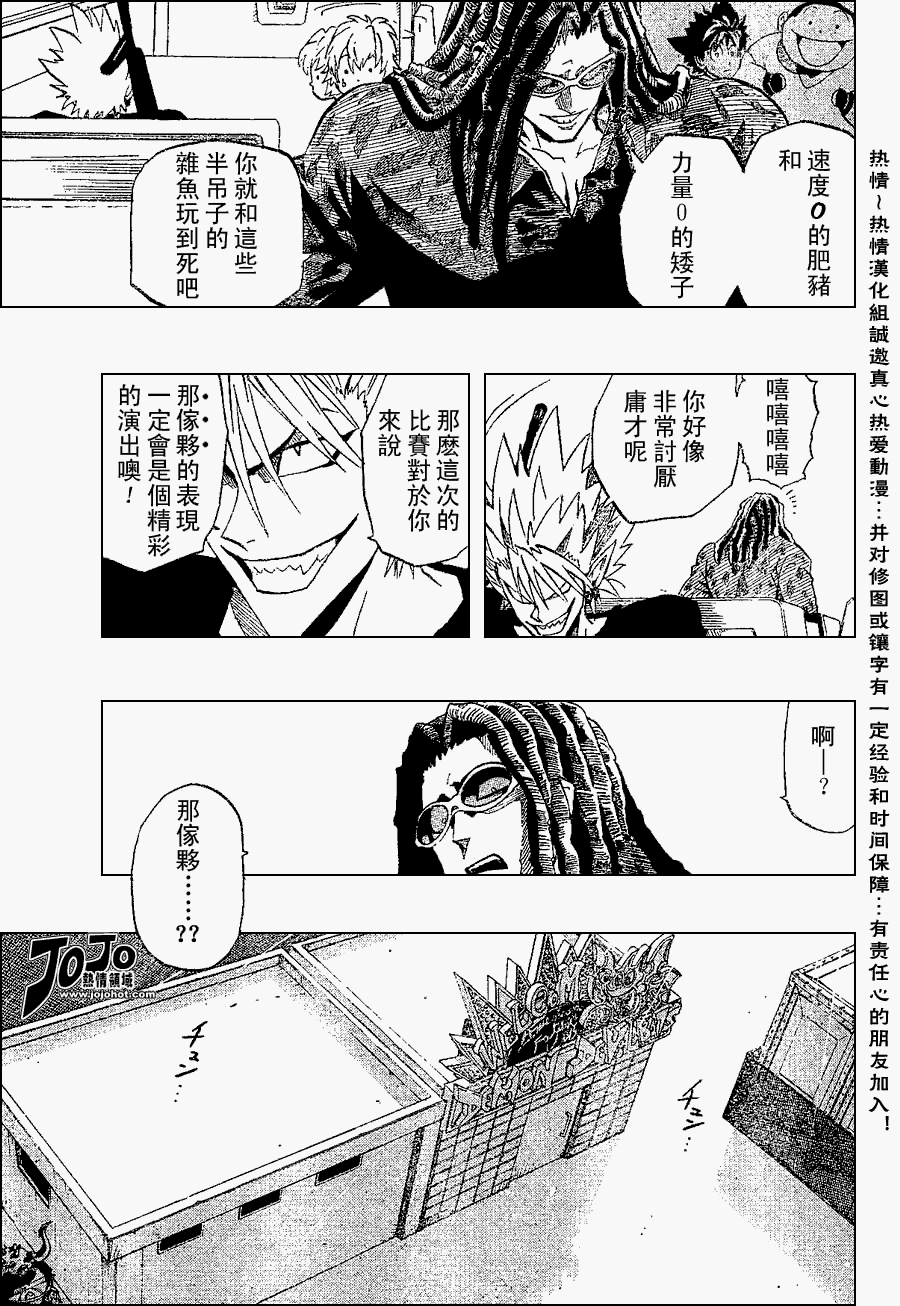 速度0的肥豬
和
力量0的矮子
你就和這些
半吊子的
雜魚玩到死吧
嘻嘻嘻嘻
你好像
非常討厭
庸才呢
那麼這次的
比賽對於你
來說
那傢夥的表現
一定會是個精彩
的演出噢!
啊—?
那傢夥……??
JOJO
熱情領域
www.jojohot.com
チュン…
チュン…
热情~热情漢化組誠邀真心热爱動漫…并对修图或镶字有一定经验和时间保障…有责任心的朋友加入!